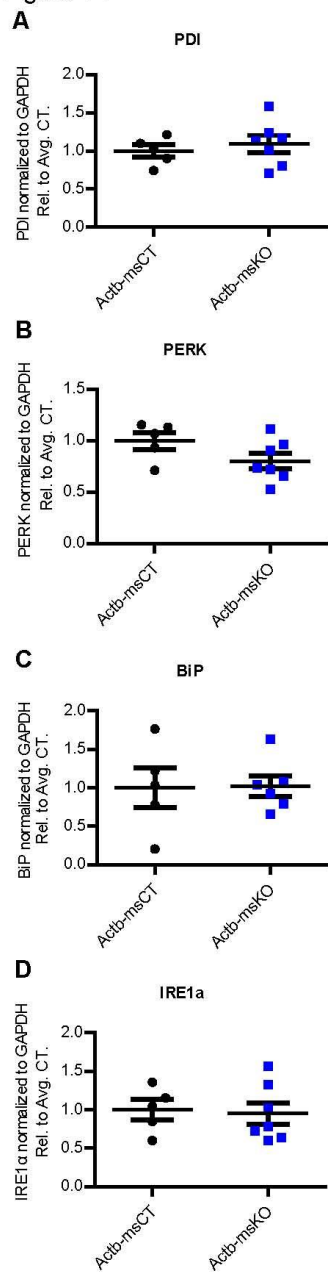 A
PDI
PDI normalized to GAPDH
Rel. to Avg. CT.
2.0
1.5
1.0
0.5
0.0
Actb-msCT
Actb-msKO
B
PERK
PERK normalized to GAPDH
Rel. to Avg. CT.
1.5
1.0
0.5
0.0
Actb-msCT
Actb-msKO
C
BiP
BiP normalized to GAPDH
Rel. to Avg. CT.
2.0
1.5
1.0
0.5
0.0
Actb-msCT
Actb-msKO
D
IRE1a
IRE1α normalized to GAPDH
Rel. to Avg. CT.
2.0
1.5
1.0
0.5
0.0
Actb-msCT
Actb-msKO